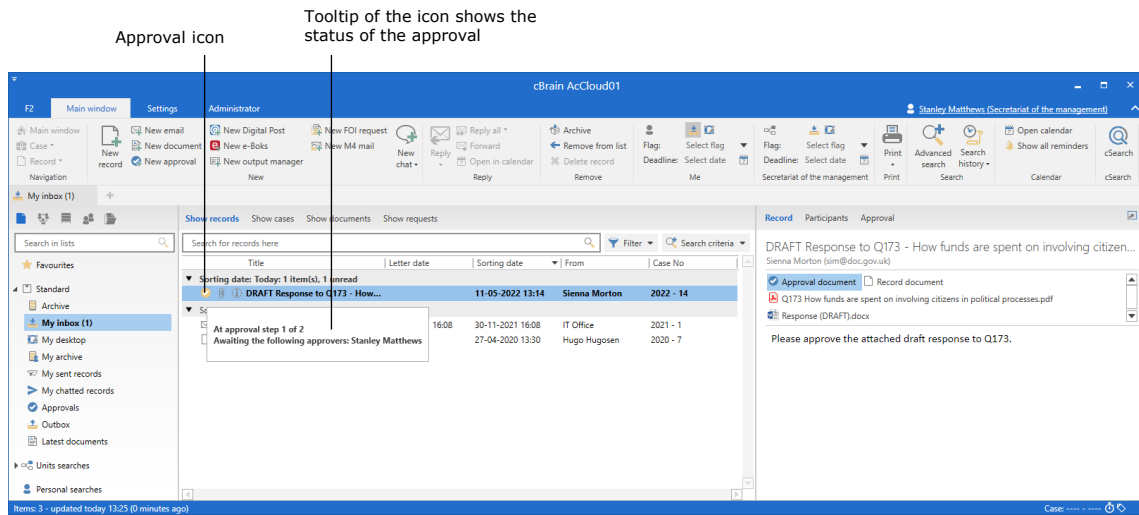 Tooltip of the icon shows the
status of the approval
Approval icon
cBrain AcCloud01
F2 Main window Settings Administrator
Stanley Matthews (Secretariat of the management)
Main window
Case
Record
Navigation
New
record
New email
New document
New approval
New Digital Post
New e-Boks
New output manager
New FOI request
New M4 mail
New
New
chat
Reply
Reply all
Forward
Open in calendar
Reply
Archive
Remove from list
Delete record
Remove
Flag: Select flag
Deadline: Select date
Me
Flag: Select flag
Deadline: Select date
Secretariat of the management
Print
Print
Advanced
search
Search
history
Search
Open calendar
Show all reminders
Calendar
cSearch
cSearch
My inbox (1) +
Search in lists
Favourites
Standard
Archive
My inbox (1)
My desktop
My archive
My sent records
My chatted records
Approvals
Outbox
Latest documents
Units searches
Personal searches
Show records Show cases Show documents Show requests
Search for records here
Filter
Search criteria
Title Letter date Sorting date From Case No
Sorting date: Today: 1 item(s), 1 unread
DRAFT Response to Q173 - How... 11-05-2022 13:14 Sienna Morton 2022 - 14
So
16:08 30-11-2021 16:08 IT Office 2021 - 1
27-04-2020 13:30 Hugo Hugosen 2020 - 7
At approval step 1 of 2
Awaiting the following approvers: Stanley Matthews
Record Participants Approval
DRAFT Response to Q173 - How funds are spent on involving citizen...
Sienna Morton (sim@doc.gov.uk)
Approval document Record document
Q173 How funds are spent on involving citizens in political processes.pdf
Response (DRAFT).docx
Please approve the attached draft response to Q173.
Items: 3 - updated today 13:25 (0 minutes ago)
Case: ---- - ----